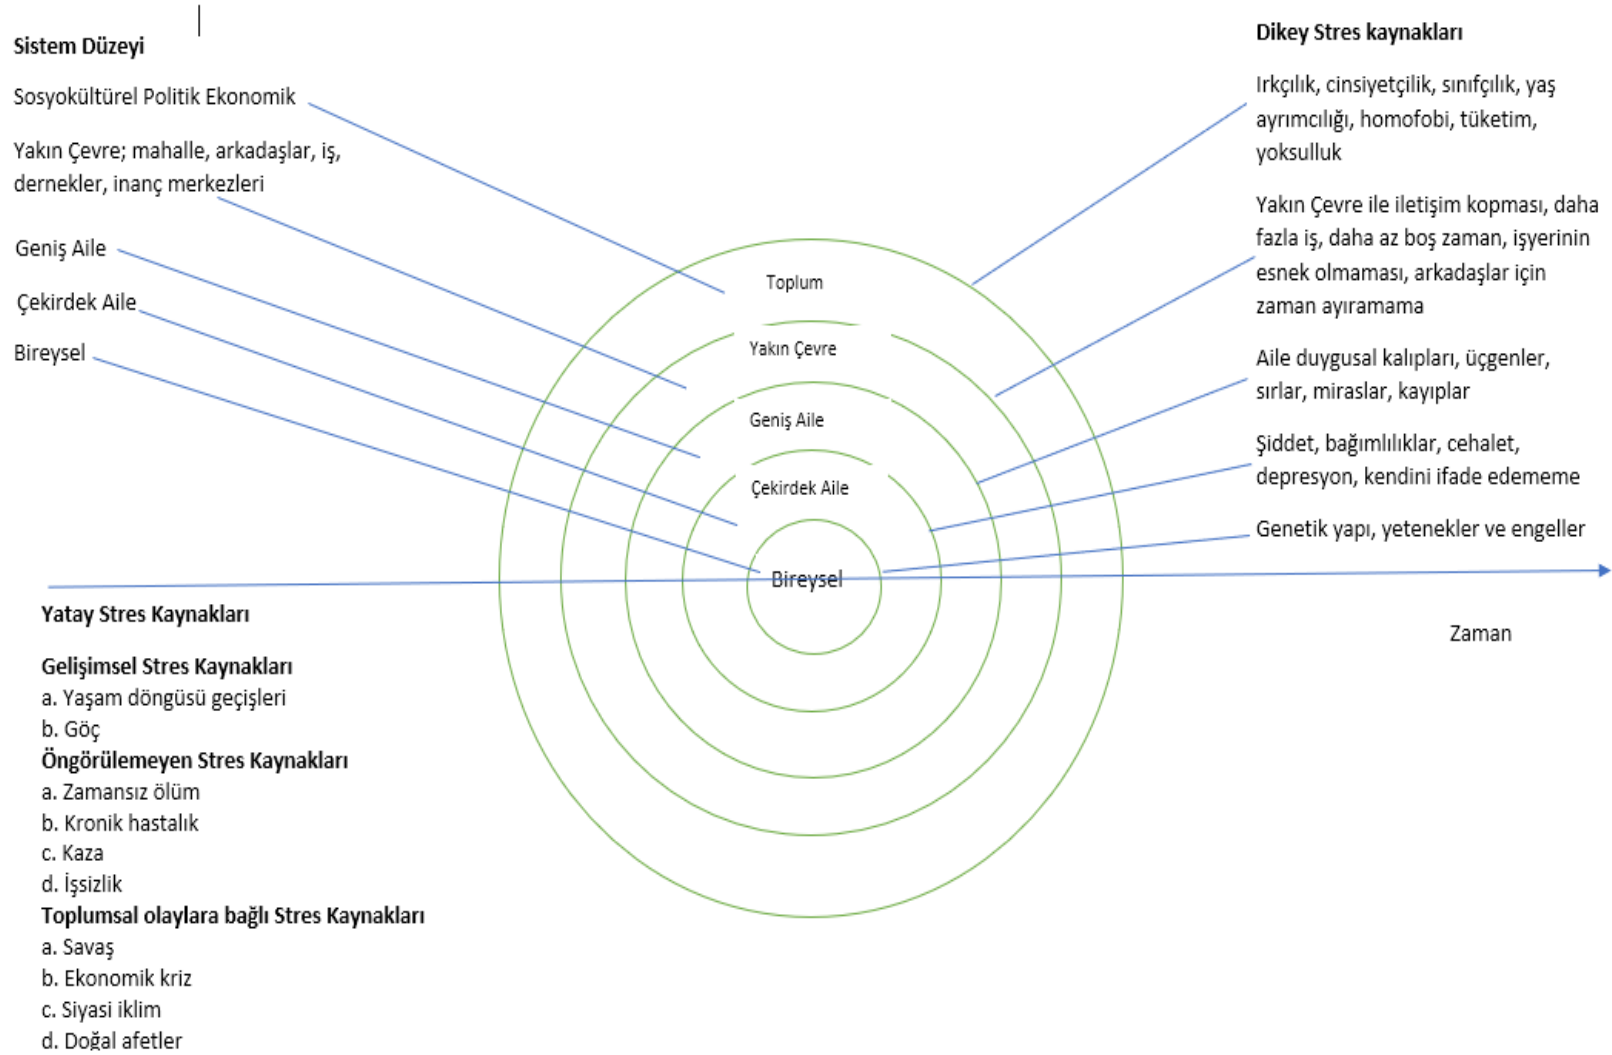 Sistem Düzeyi
Sosyokültürel Politik Ekonomik
Yakın Çevre; mahalle, arkadaşlar, iş,
dernekler, inanç merkezleri
Geniş Aile
Çekirdek Aile
Bireysel
Toplum
Yakın Çevre
Geniş Aile
Çekirdek Aile
Bireysel
Dikey Stres kaynakları
Irkçılık, cinsiyetçilik, sınıfçılık, yaş
ayrımcılığı, homofobi, tüketim,
yoksulluk
Yakın Çevre ile iletişim kopması, daha
fazla iş, daha az boş zaman, işyerinin
esnek olmaması, arkadaşlar için
zaman ayıramama
Aile duygusal kalıpları, üçgenler,
sırlar, miraslar, kayıplar
Şiddet, bağımlılıklar, cehalet,
depresyon, kendini ifade edememe
Genetik yapı, yetenekler ve engeller
Zaman
Yatay Stres Kaynakları
Gelişimsel Stres Kaynakları
a. Yaşam döngüsü geçişleri
b. Göç
Öngörülemeyen Stres Kaynakları
a. Zamansız ölüm
b. Kronik hastalık
c. Kaza
d. İşsizlik
Toplumsal olaylara bağlı Stres Kaynakları
a. Savaş
b. Ekonomik kriz
c. Siyasi iklim
d. Doğal afetler